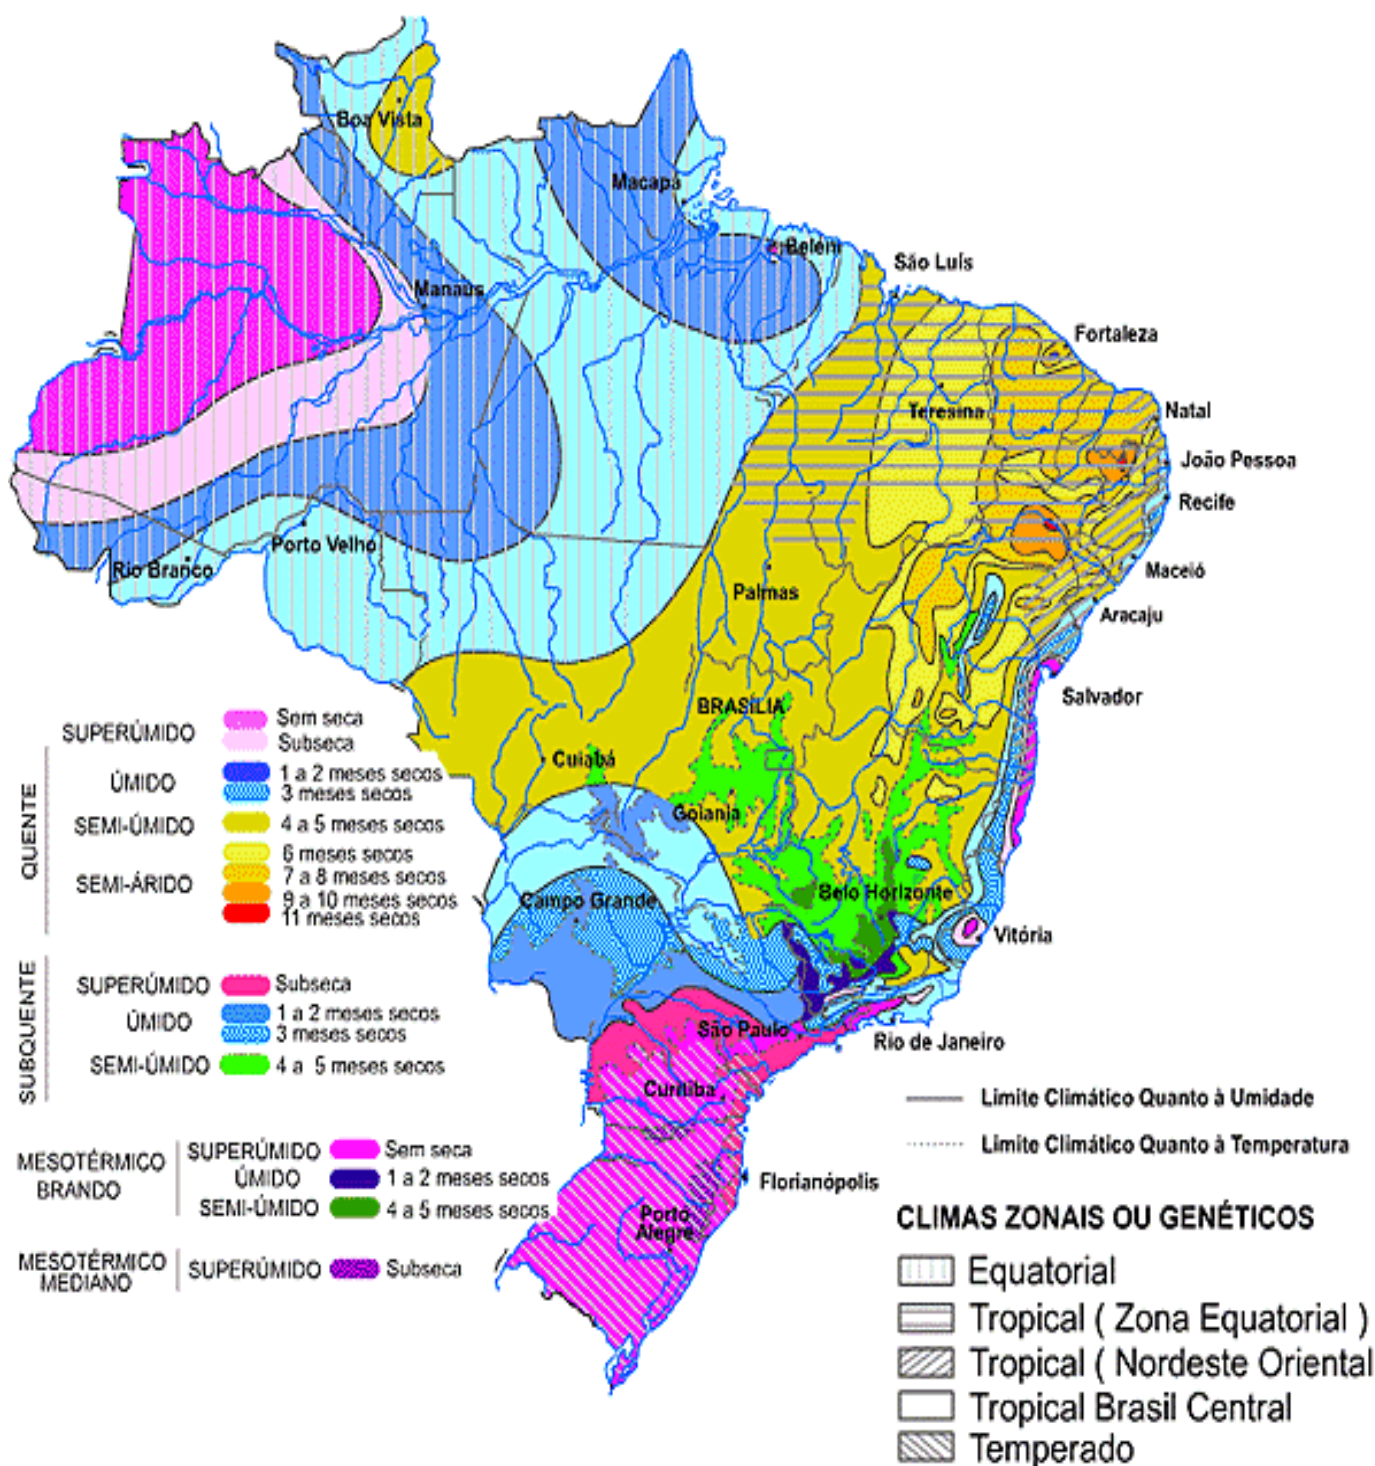 Boa Vista
Macapá
Belém
São Luís
Manaus
Fortaleza
Teresina
Natal
João Pessoa
Recife
Porto Velho
Rio Branco
Maceió
Palmas
Aracaju
Salvador
BRASÍLIA
Cuiabá
Goiania
Belo Horizonte
Campo Grande
Vitória
São Paulo
Rio de Janeiro
Curitiba
Florianópolis
Porto
Alegre
QUENTE
SUPERÚMIDO
Sem seca
Subseca
ÚMIDO
1 a 2 meses secos
3 meses secos
SEMI-ÚMIDO
4 a 5 meses secos
SEMI-ÁRIDO
6 meses secos
7 a 8 meses secos
9 a 10 meses secos
11 meses secos
SUBQUENTE
SUPERÚMIDO
Subseca
ÚMIDO
1 a 2 meses secos
3 meses secos
SEMI-ÚMIDO
4 a 5 meses secos
MESOTÉRMICO
BRANDO
SUPERÚMIDO
Sem seca
ÚMIDO
1 a 2 meses secos
SEMI-ÚMIDO
4 a 5 meses secos
MESOTÉRMICO
MEDIANO
SUPERÚMIDO
Subseca
Limite Climático Quanto à Umidade
Limite Climático Quanto à Temperatura
CLIMAS ZONAIS OU GENÉTICOS
Equatorial
Tropical ( Zona Equatorial )
Tropical ( Nordeste Oriental
Tropical Brasil Central
Temperado